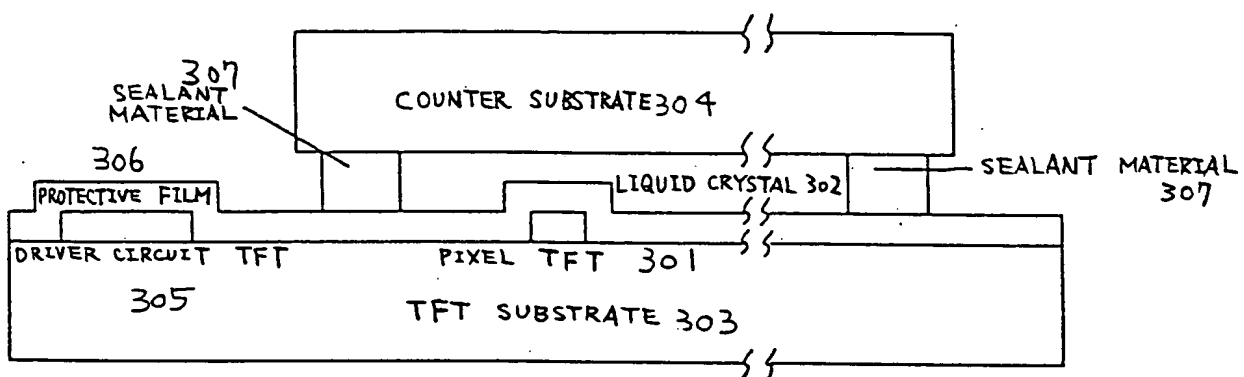 307
SEALANT
MATERIAL
COUNTER SUBSTRATE 304
306
PROTECTIVE FILM
LIQUID CRYSTAL 302
SEALANT MATERIAL
307
DRIVER CIRCUIT TFT
PIXEL TFT 301
305
TFT SUBSTRATE 303